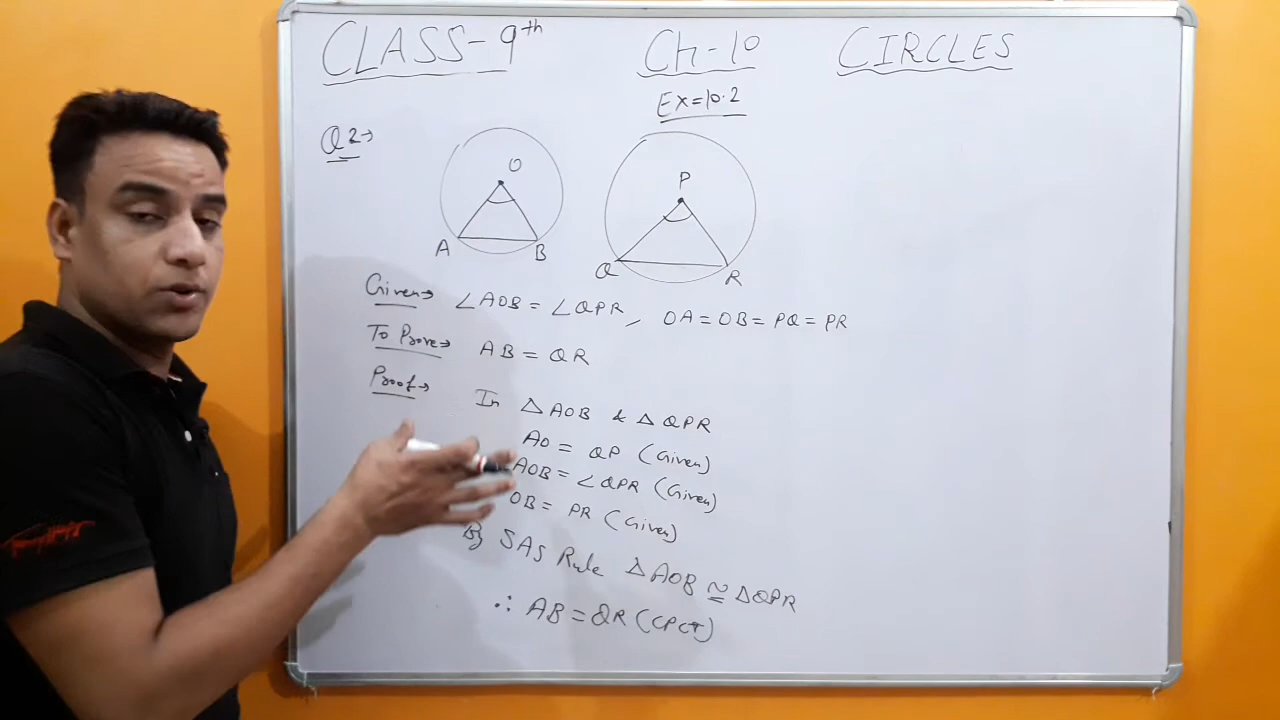 CLASS-9th Ch-10 CIRCLES
Ex=10.2
Q2→
O
A B
P
Q R
Given→ ∠AOB = ∠QPR, OA = OB = PQ = PR
To Prove→ AB = QR
Proof→ In △AOB & △QPR
AO = QP (Given)
AOB = ∠QPR (Given)
OB = PR (Given)
By SAS Rule △AOB ≅ △QPR
∴ AB = QR (CPCT)